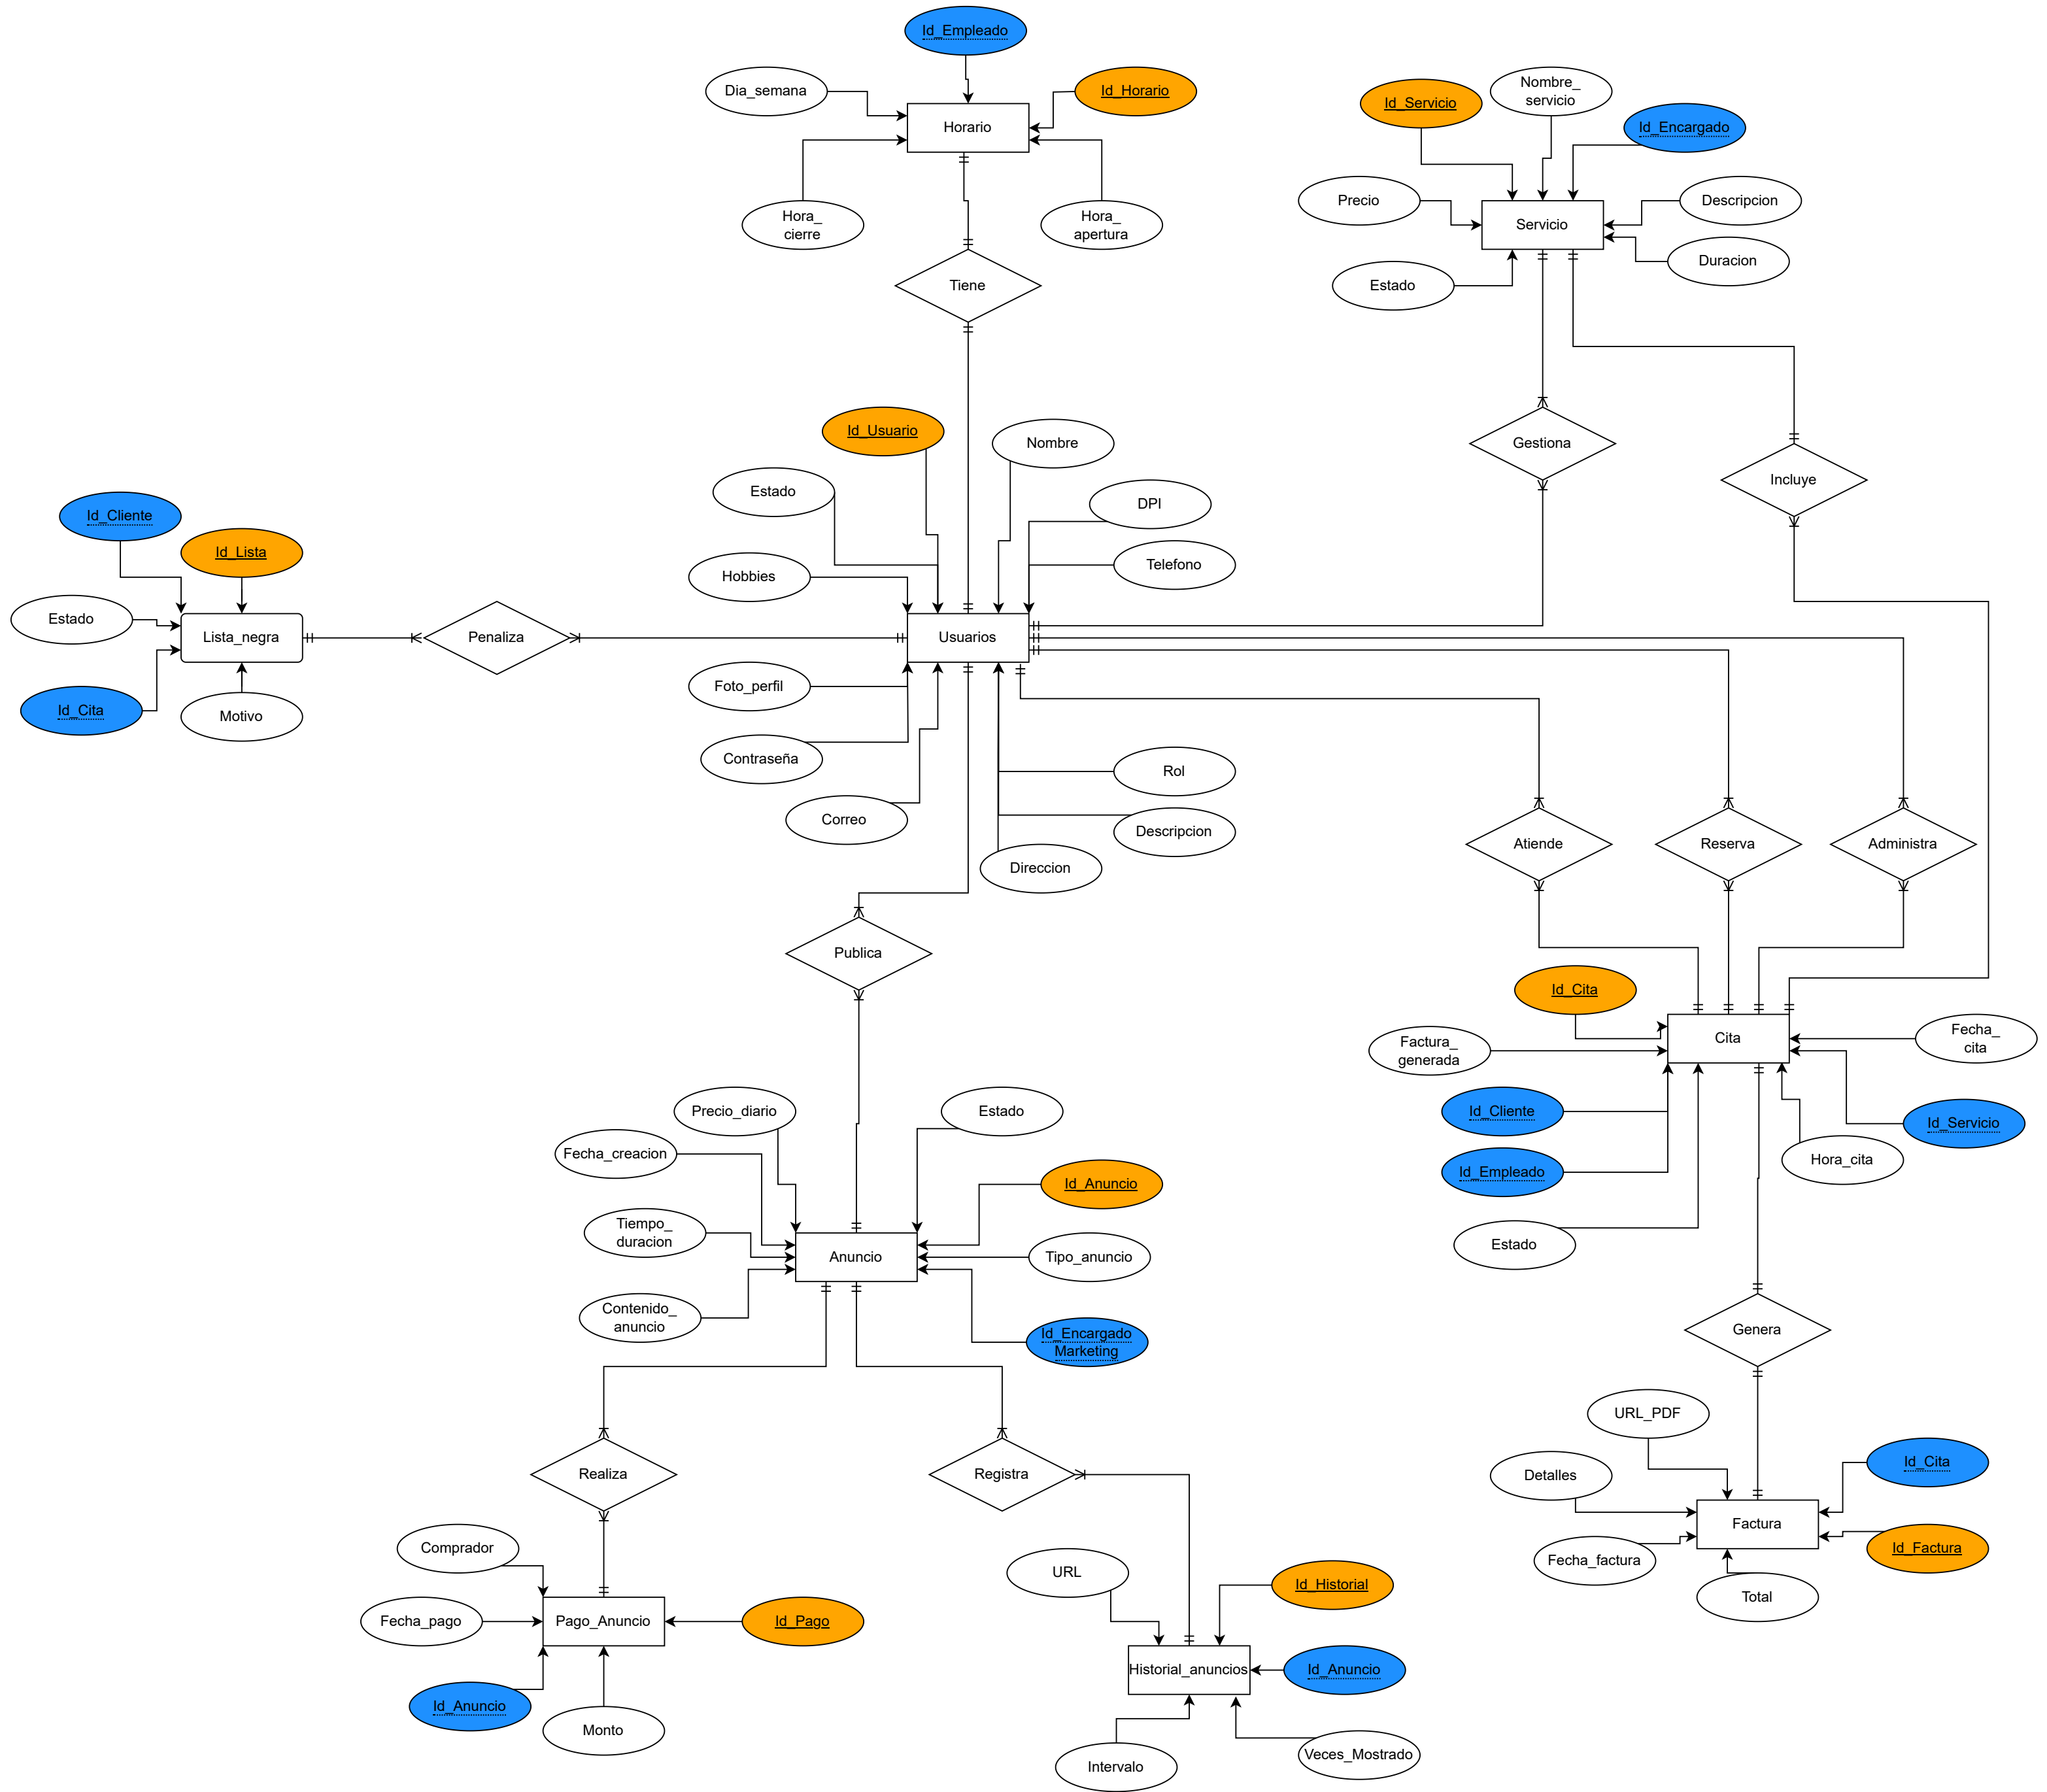 Id_Empleado
Dia_semana
Id_Horario
Horario
Hora_
cierre
Hora_
apertura
Tiene
Id_Servicio
Nombre_
servicio
Id_Encargado
Precio
Descripcion
Servicio
Estado
Duracion
Gestiona
Incluye
Id_Usuario
Nombre
Estado
DPI
Hobbies
Telefono
Usuarios
Foto_perfil
Contraseña
Correo
Rol
Descripcion
Direccion
Id_Cliente
Id_Lista
Estado
Lista_negra
Penaliza
Id_Cita
Motivo
Atiende
Reserva
Administra
Publica
Id_Cita
Factura_
generada
Cita
Fecha_
cita
Id_Cliente
Id_Servicio
Id_Empleado
Hora_cita
Estado
Genera
Precio_diario
Estado
Fecha_creacion
Id_Anuncio
Tiempo_
duracion
Anuncio
Tipo_anuncio
Contenido_
anuncio
Id_Encargado
Marketing
Realiza
Registra
URL_PDF
Detalles
Id_Cita
Factura
Fecha_factura
Id_Factura
Total
Comprador
Fecha_pago
Pago_Anuncio
Id_Pago
Id_Anuncio
Monto
URL
Id_Historial
Historial_anuncios
Id_Anuncio
Intervalo
Veces_Mostrado